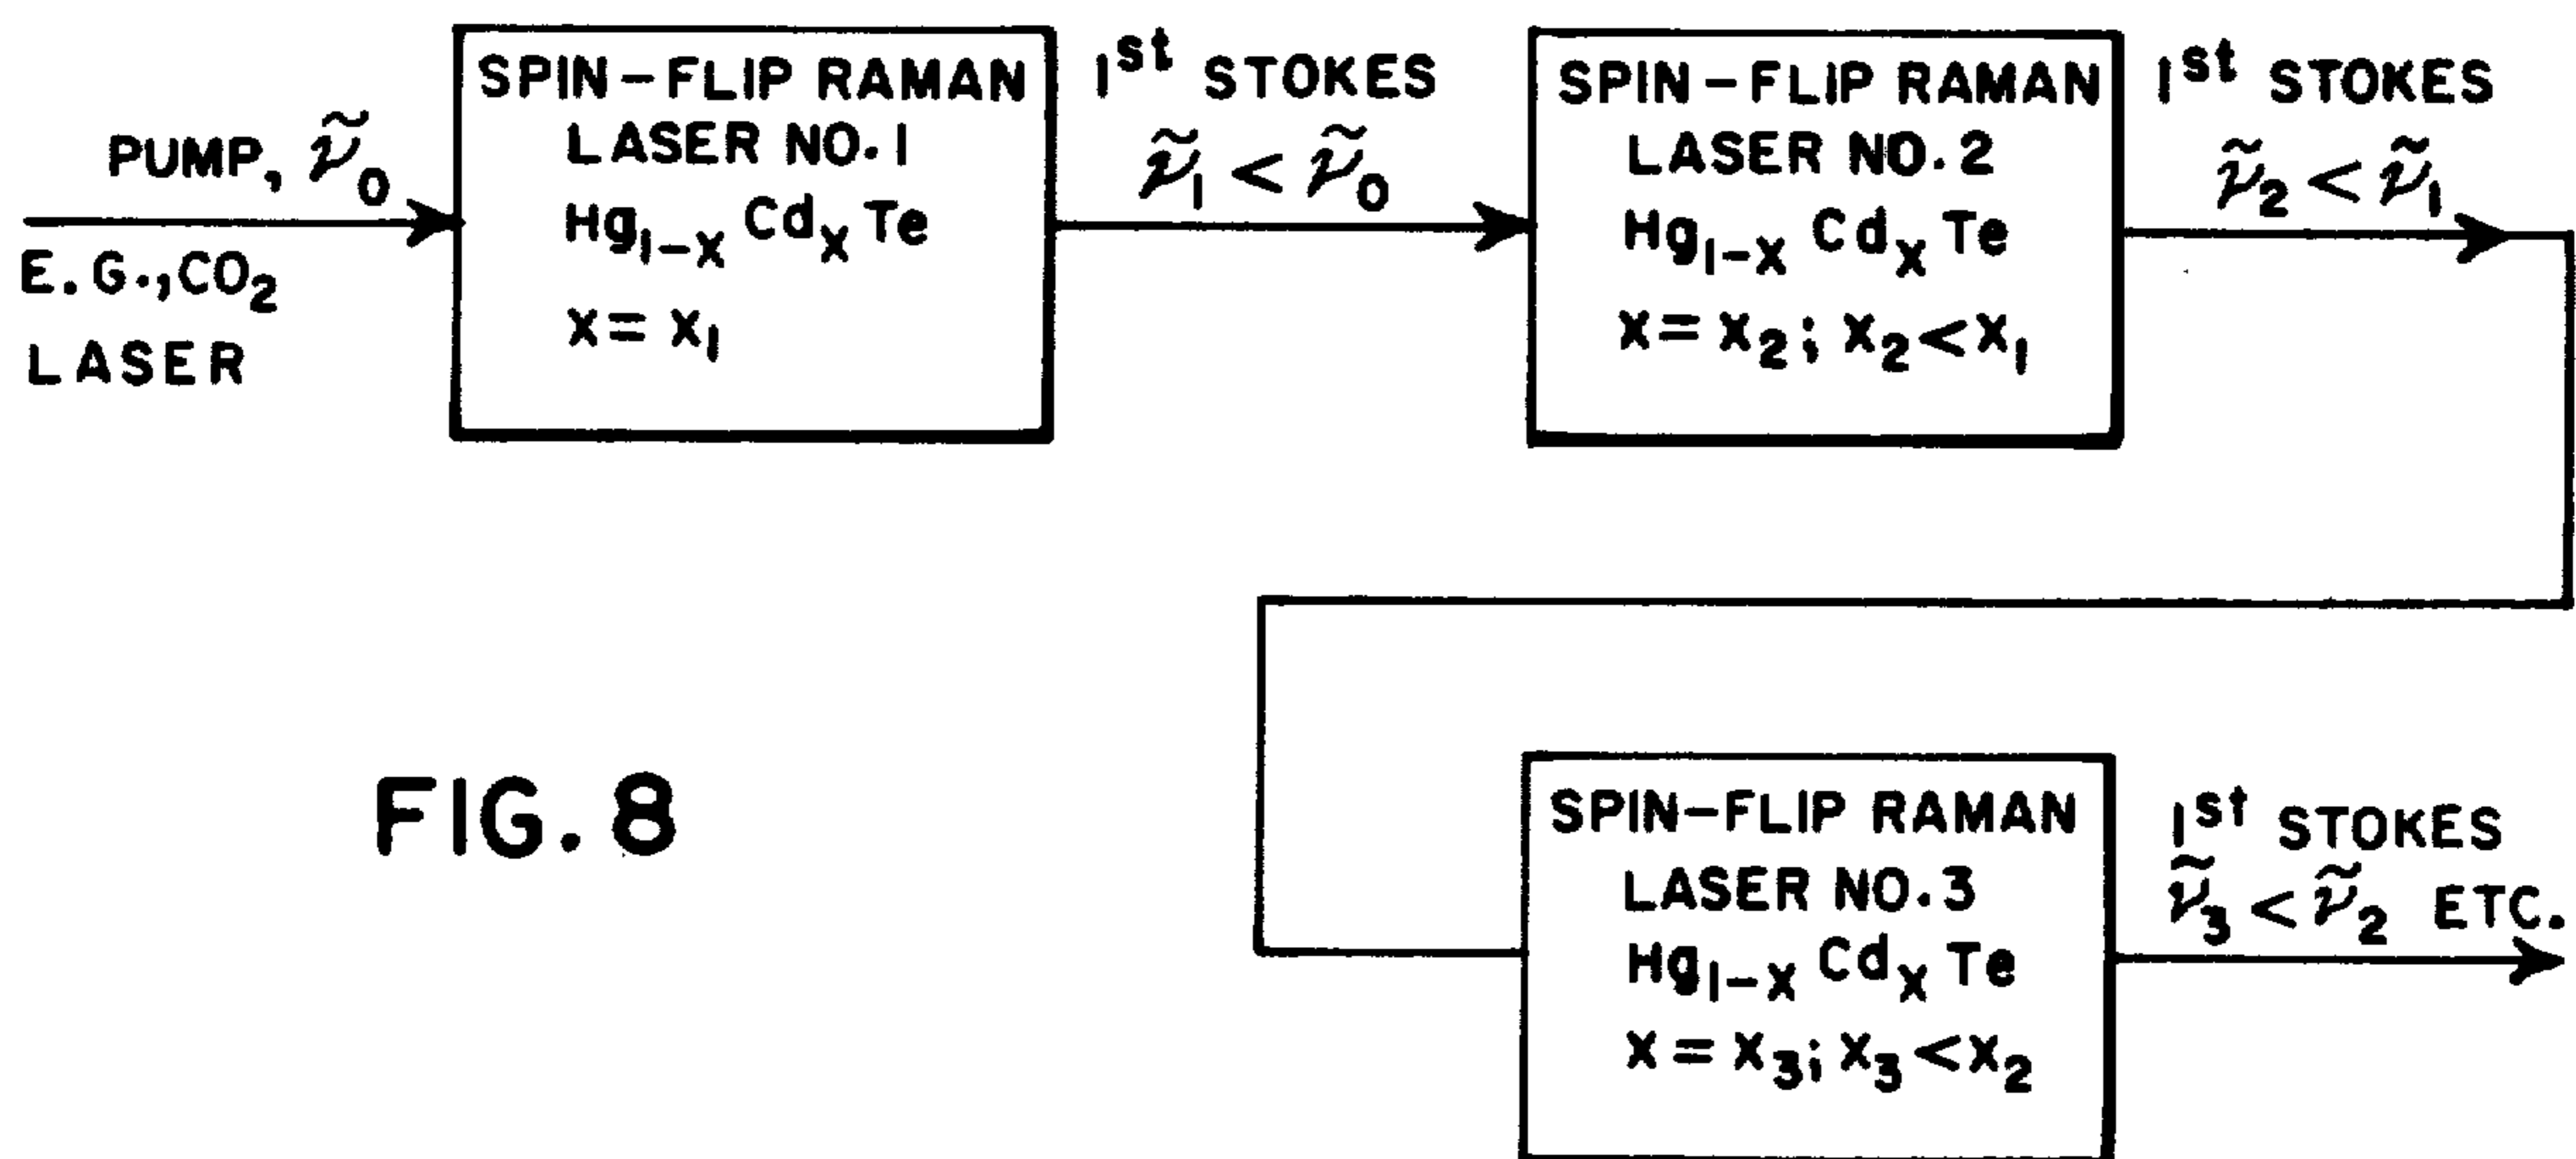 PUMP, ν̃₀
E.G., CO₂
LASER
SPIN-FLIP RAMAN
LASER NO. 1
Hg₁₋ₓ Cdₓ Te
x = x₁
1st STOKES
ν̃₁ < ν̃₀
SPIN-FLIP RAMAN
LASER NO. 2
Hg₁₋ₓ Cdₓ Te
x = x₂; x₂ < x₁
1st STOKES
ν̃₂ < ν̃₁
SPIN-FLIP RAMAN
LASER NO. 3
Hg₁₋ₓ Cdₓ Te
x = x₃; x₃ < x₂
1st STOKES
ν̃₃ < ν̃₂ ETC.
FIG. 8